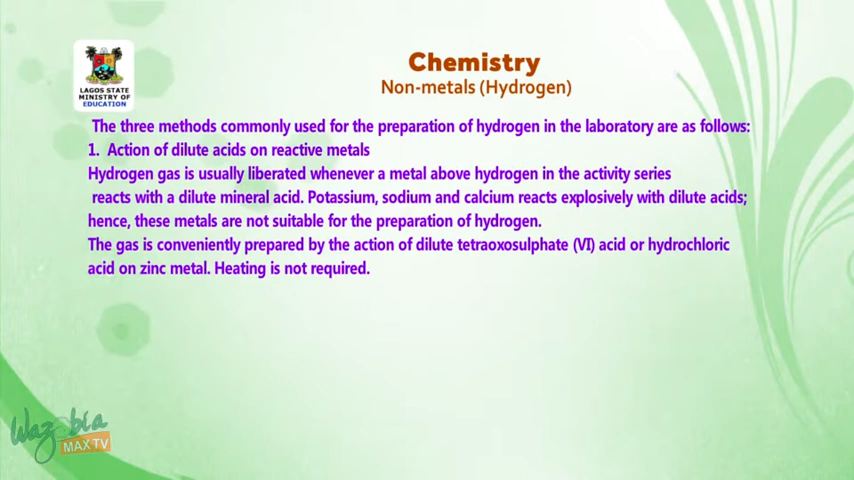 LAGOS STATE
MINISTRY OF
EDUCATION
Chemistry
Non-metals (Hydrogen)
The three methods commonly used for the preparation of hydrogen in the laboratory are as follows:
1. Action of dilute acids on reactive metals
Hydrogen gas is usually liberated whenever a metal above hydrogen in the activity series
reacts with a dilute mineral acid. Potassium, sodium and calcium reacts explosively with dilute acids;
hence, these metals are not suitable for the preparation of hydrogen.
The gas is conveniently prepared by the action of dilute tetraoxosulphate (VI) acid or hydrochloric
acid on zinc metal. Heating is not required.
Wazobia
MAX TV